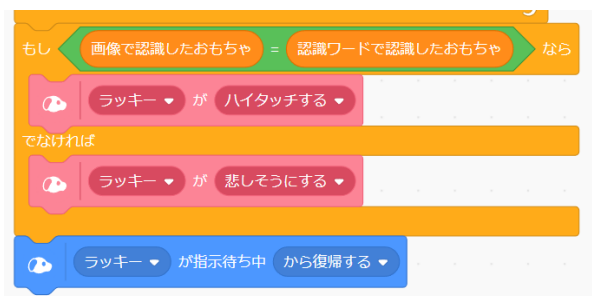 もし 画像で認識したおもちゃ = 認識ワードで認識したおもちゃ なら
ラッキー が ハイタッチする
でなければ
ラッキー が 悲しそうにする
ラッキー が指示待ち中 から復帰する